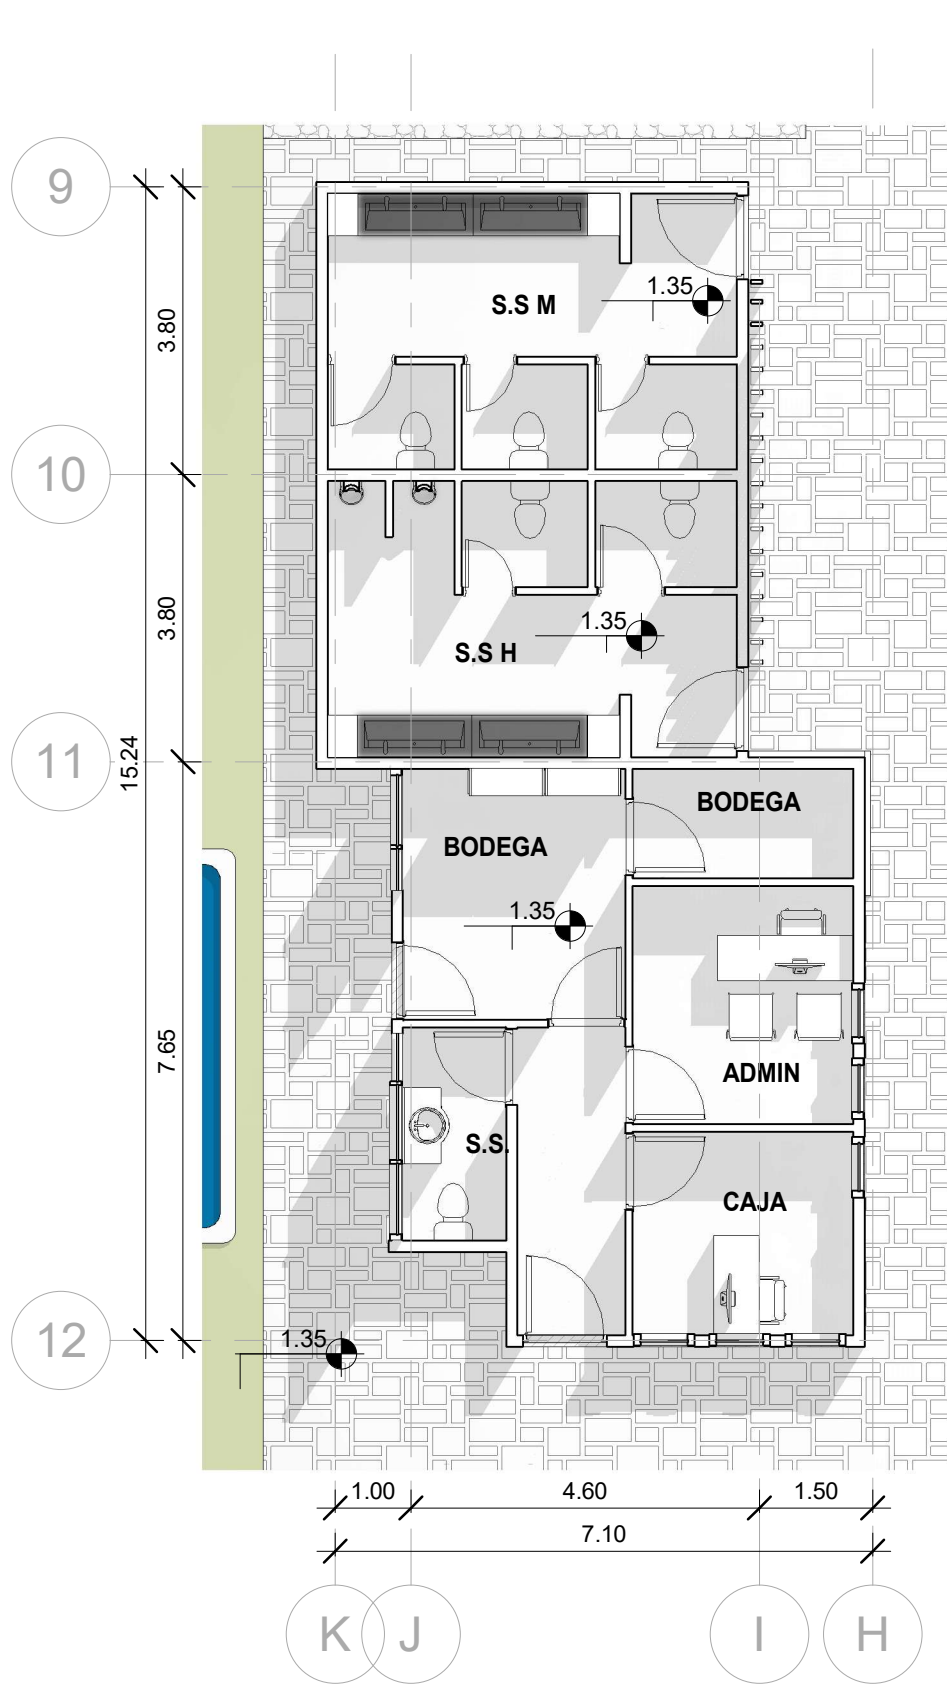 9
3.80
S.S M
1.35
10
3.80
1.35
S.S H
11
15.24
BODEGA
BODEGA
1.35
7.65
ADMIN
S.S.
CAJA
12
1.35
1.00 4.60 1.50
7.10
K J I H